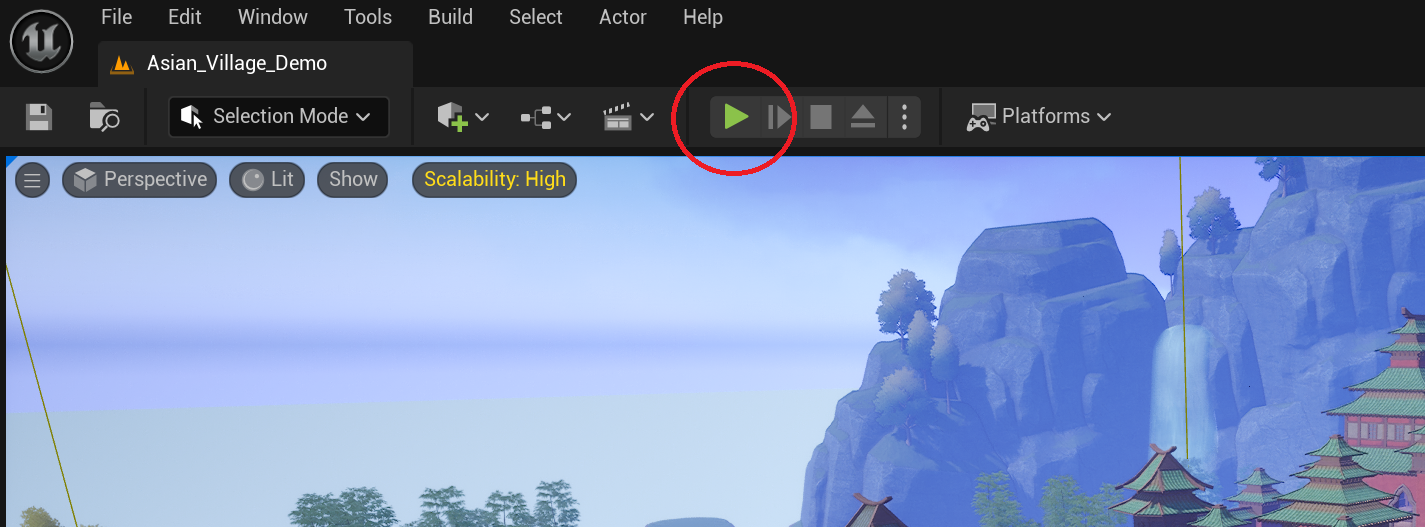 File Edit Window Tools Build Select Actor Help
Asian_Village_Demo
Selection Mode Platforms
Perspective Lit Show Scalability: High